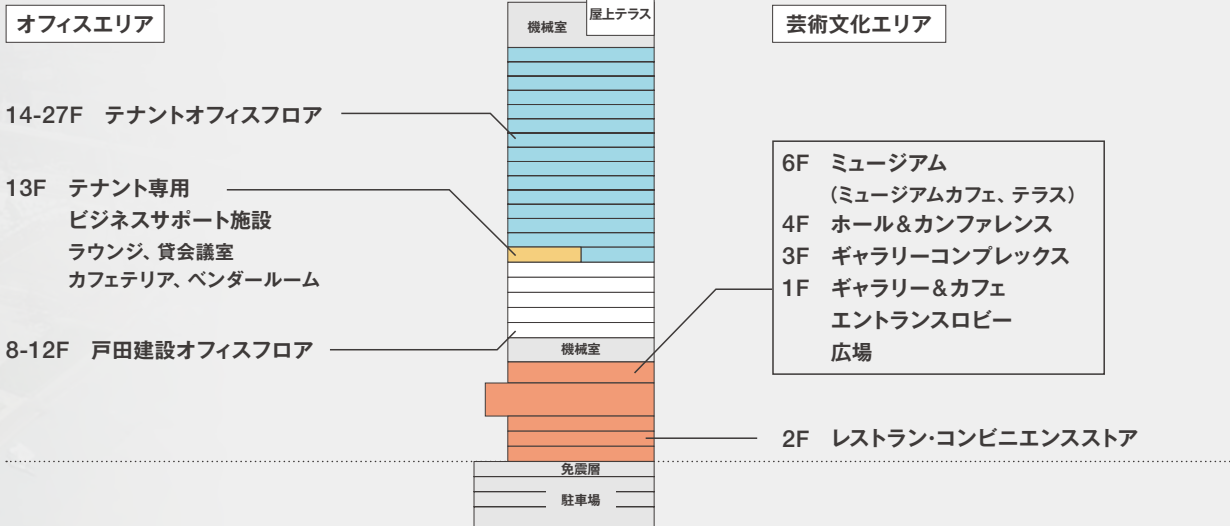 オフィスエリア
14-27F テナントオフィスフロア
13F テナント専用
ビジネスサポート施設
ラウンジ、貸会議室
カフェテリア、ベンダールーム
8-12F 戸田建設オフィスフロア
機械室
屋上テラス
機械室
免震層
駐車場
芸術文化エリア
6F ミュージアム
(ミュージアムカフェ、テラス)
4F ホール&カンファレンス
3F ギャラリーコンプレックス
1F ギャラリー&カフェ
エントランスロビー
広場
2F レストラン・コンビニエンスストア